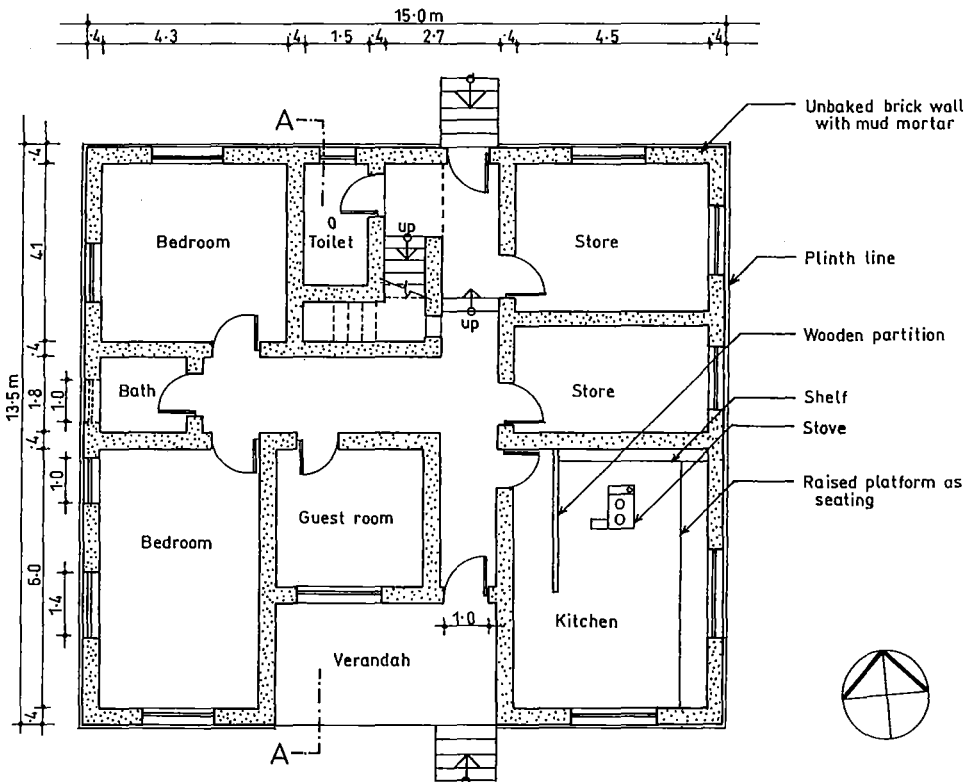 15.0 m
.4 4.3 .4 1.5 .4 2.7 .4 4.5 .4
A
Unbaked brick wall
with mud mortar
.4
up
Bedroom
Toilet
Store
4.1
Plinth line
up
Wooden partition
.4
13.5 m
Bath
1.8
1.0
Store
Shelf
.4
Stove
1.0
Raised platform as
seating
Guest room
Bedroom
6.0
1.4
1.0
Kitchen
Verandah
.4
A